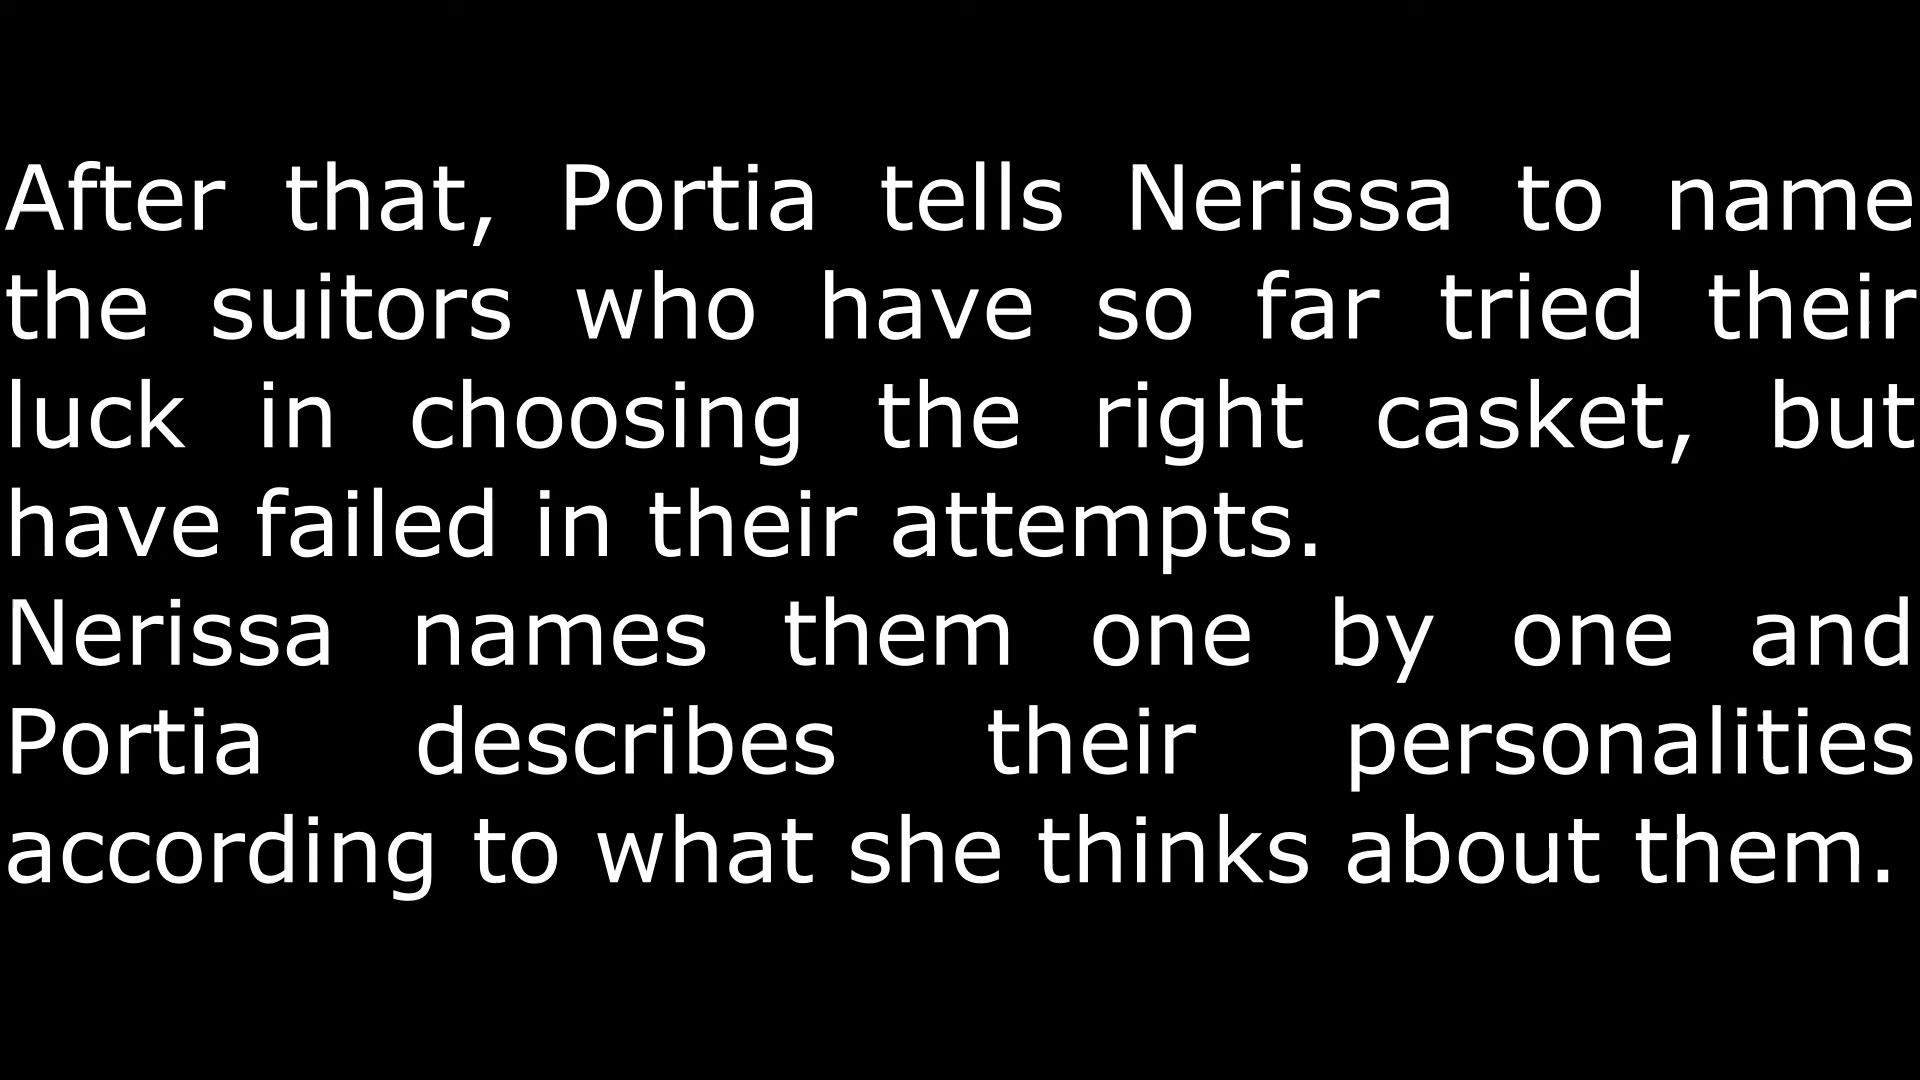 After that, Portia tells Nerissa to name
the suitors who have so far tried their
luck in choosing the right casket, but
have failed in their attempts.
Nerissa names them one by one and
Portia describes their personalities
according to what she thinks about them.